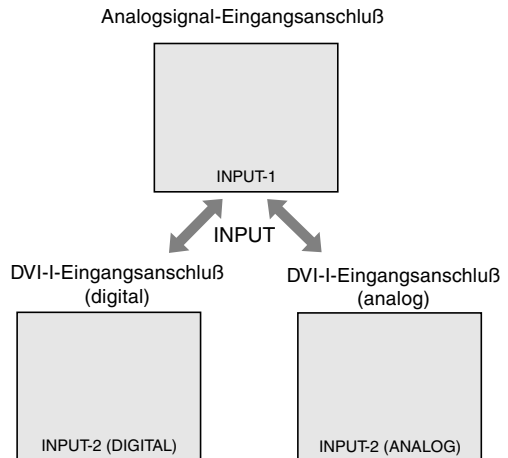 Analogsignal-Eingangsanschluß
INPUT-1
INPUT
DVI-I-Eingangsanschluß
(digital)
DVI-I-Eingangsanschluß
(analog)
INPUT-2 (DIGITAL)
INPUT-2 (ANALOG)